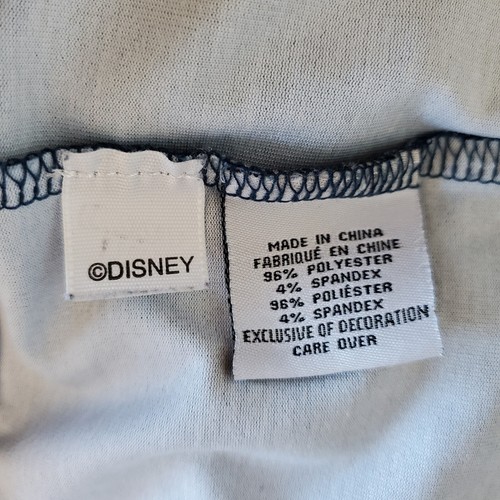 ©DISNEY
MADE IN CHINA
FABRIQUÉ EN CHINE
96% POLYESTER
4% SPANDEX
96% POLIÉSTER
4% SPANDEX
EXCLUSIVE OF DECORATION
CARE OVER